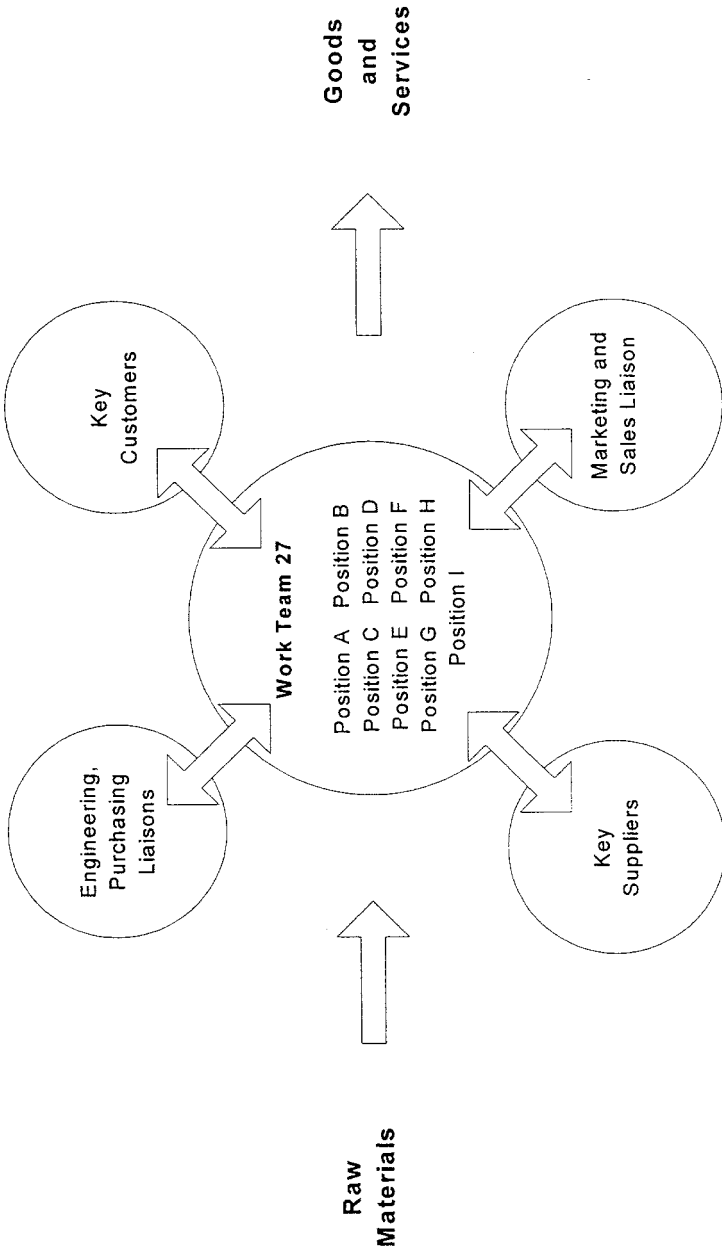 Engineering,
Purchasing
Liaisons
Key
Customers
Raw
Materials
Work Team 27
Position A Position B
Position C Position D
Position E Position F
Position G Position H
Position I
Goods
and
Services
Key
Suppliers
Marketing and
Sales Liaison